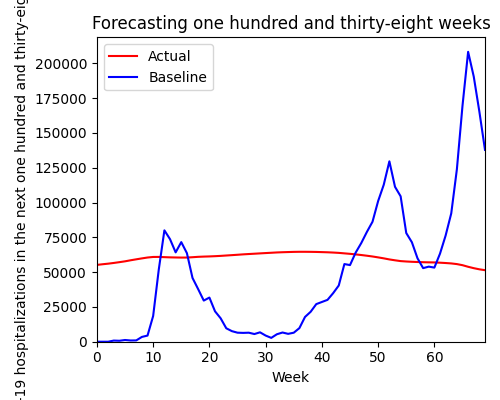 Forecasting one hundred and thirty-eight weeks
-19 hospitalizations in the next one hundred and thirty-eig
Actual
Baseline
200000
175000
150000
125000
100000
75000
50000
25000
0
0 10 20 30 40 50 60
Week